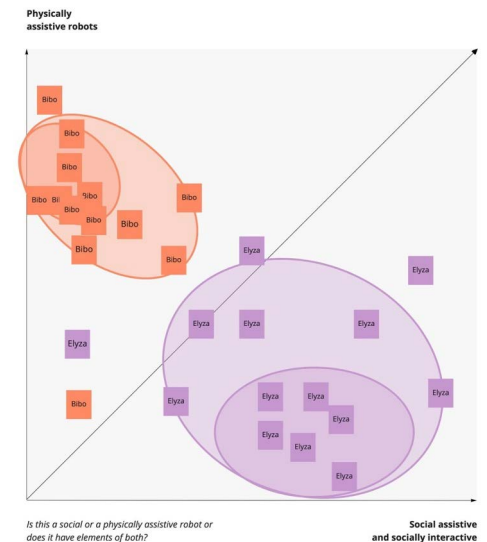 Physically
assistive robots
Bibo
Bibo
Bibo
Bibo
Bibo
Bibo
Bibo
Bibo
Bibo
Bibo
Bibo
Elyza
Bibo
Elyza
Elyza
Elyza
Elyza
Elyza
Elyza
Elyza
Elyza
Elyza
Elyza
Elyza
Elyza
Elyza
Bibo
Is this a social or a physically assistive robot or
does it have elements of both?
Social assistive
and socially interactive